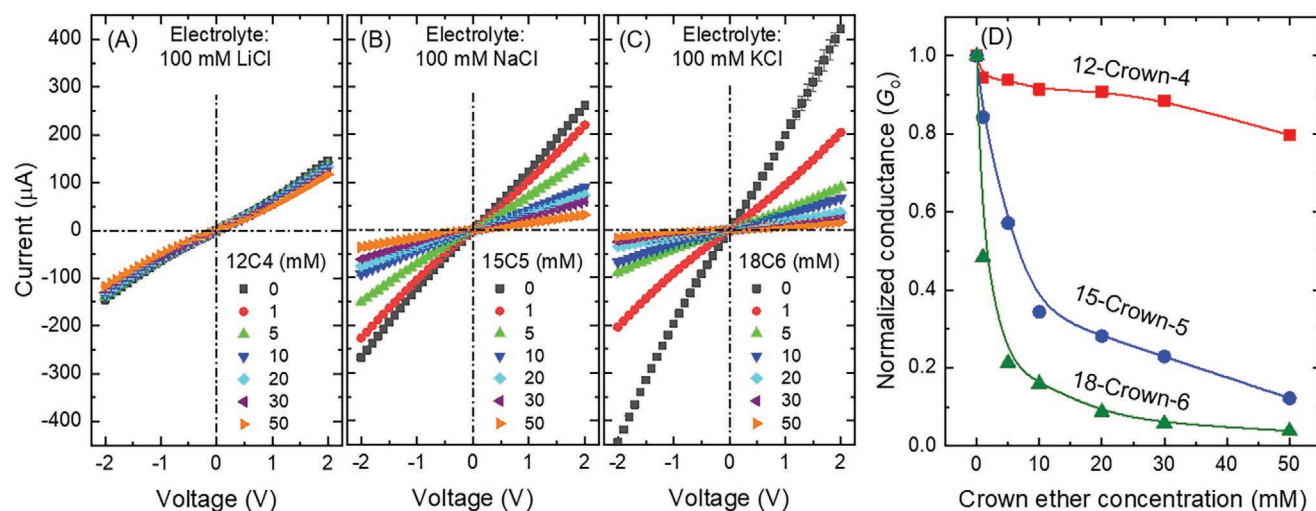 (A) Electrolyte:
100 mM LiCl
12C4 (mM)
0
1
5
10
20
30
50
400
300
200
100
0
-100
-200
-300
-400
Current (µA)
-2 -1 0 1 2
Voltage (V)
(B) Electrolyte:
100 mM NaCl
15C5 (mM)
0
1
5
10
20
30
50
-2 -1 0 1 2
Voltage (V)
(C) Electrolyte:
100 mM KCl
18C6 (mM)
0
1
5
10
20
30
50
-2 -1 0 1 2
Voltage (V)
(D)
12-Crown-4
15-Crown-5
18-Crown-6
1.0
0.8
0.6
0.4
0.2
0.0
Normalized conductance (G₀)
0 10 20 30 40 50
Crown ether concentration (mM)